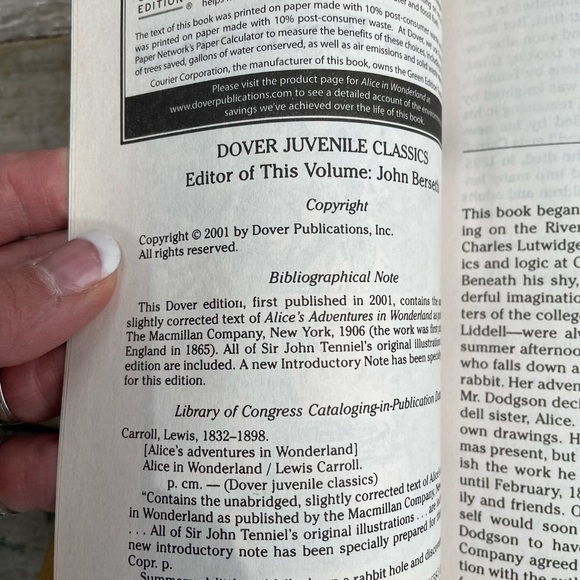 EDITION ®
The text of this book was printed on paper made with 10% post-consumer
was printed on paper made with 10% post-consumer waste. At Dover, we
Paper Network's Paper Calculator to measure the benefits of these choices, including
of trees saved, gallons of water conserved, as well as air emissions and solid
Courier Corporation, the manufacturer of this book, owns the Green Edition
Please visit the product page for Alice in Wonderland at
www.doverpublications.com to see a detailed account of the environmental
savings we've achieved over the life of this book.
DOVER JUVENILE CLASSICS
Editor of This Volume: John Berseth
Copyright
Copyright © 2001 by Dover Publications, Inc.
All rights reserved.
Bibliographical Note
This Dover edition, first published in 2001, contains the
slightly corrected text of Alice's Adventures in Wonderland as
The Macmillan Company, New York, 1906 (the work was first
England in 1865). All of Sir John Tenniel's original illustrations
edition are included. A new Introductory Note has been
for this edition.
Library of Congress Cataloging-in-Publication Data
Carroll, Lewis, 1832–1898.
[Alice's adventures in Wonderland]
Alice in Wonderland / Lewis Carroll.
p. cm. — (Dover juvenile classics)
"Contains the unabridged, slightly corrected text of
in Wonderland as published by the Macmillan Company,
. . . All of Sir John Tenniel's original illustrations . . .
new introductory note has been specially prepared for
Copr. p.
a rabbit hole and
This book began
ing on the River
Charles Lutwidge
ics and logic at
Beneath his shy,
derful imagination
ters of the college
Liddell—were
summer afternoon
who falls down a
rabbit. Her
Mr. Dodgson
dell sister, Alice.
own drawings.
mas present, but
ish the work he
until February,
ily and friends.
self would soon
Dodgson to have
Company agreed
tion with the